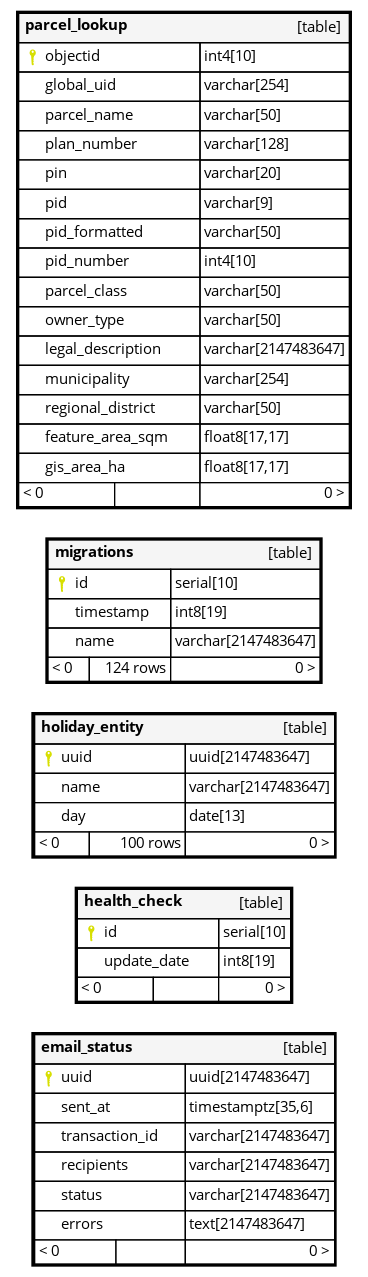 parcel_lookup [table]
objectid int4[10]
global_uid varchar[254]
parcel_name varchar[50]
plan_number varchar[128]
pin varchar[20]
pid varchar[9]
pid_formatted varchar[50]
pid_number int4[10]
parcel_class varchar[50]
owner_type varchar[50]
legal_description varchar[2147483647]
municipality varchar[254]
regional_district varchar[50]
feature_area_sqm float8[17,17]
gis_area_ha float8[17,17]
< 0 0 >
migrations [table]
id serial[10]
timestamp int8[19]
name varchar[2147483647]
< 0 124 rows 0 >
holiday_entity [table]
uuid uuid[2147483647]
name varchar[2147483647]
day date[13]
< 0 100 rows 0 >
health_check [table]
id serial[10]
update_date int8[19]
< 0 0 >
email_status [table]
uuid uuid[2147483647]
sent_at timestamptz[35,6]
transaction_id varchar[2147483647]
recipients varchar[2147483647]
status varchar[2147483647]
errors text[2147483647]
< 0 0 >